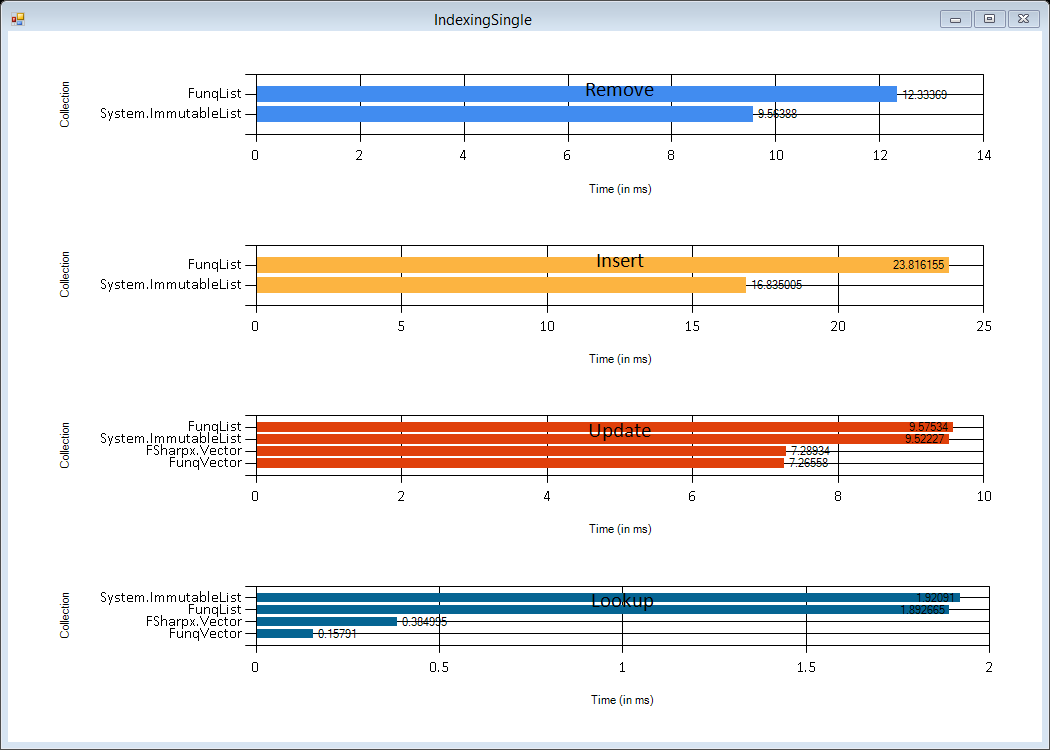 IndexingSingle
Remove
Collection
FunqList 12.33369
System.ImmutableList 9.56388
0 2 4 6 8 10 12 14
Time (in ms)
Insert
Collection
FunqList 23.816155
System.ImmutableList 16.835005
0 5 10 15 20 25
Time (in ms)
Update
Collection
FunqList 9.57534
System.ImmutableList 9.52227
FSharpx.Vector 7.28934
FunqVector 7.26558
0 2 4 6 8 10
Time (in ms)
Lookup
Collection
System.ImmutableList 1.92091
FunqList 1.892665
FSharpx.Vector 0.384995
FunqVector 0.15791
0 0.5 1 1.5 2
Time (in ms)